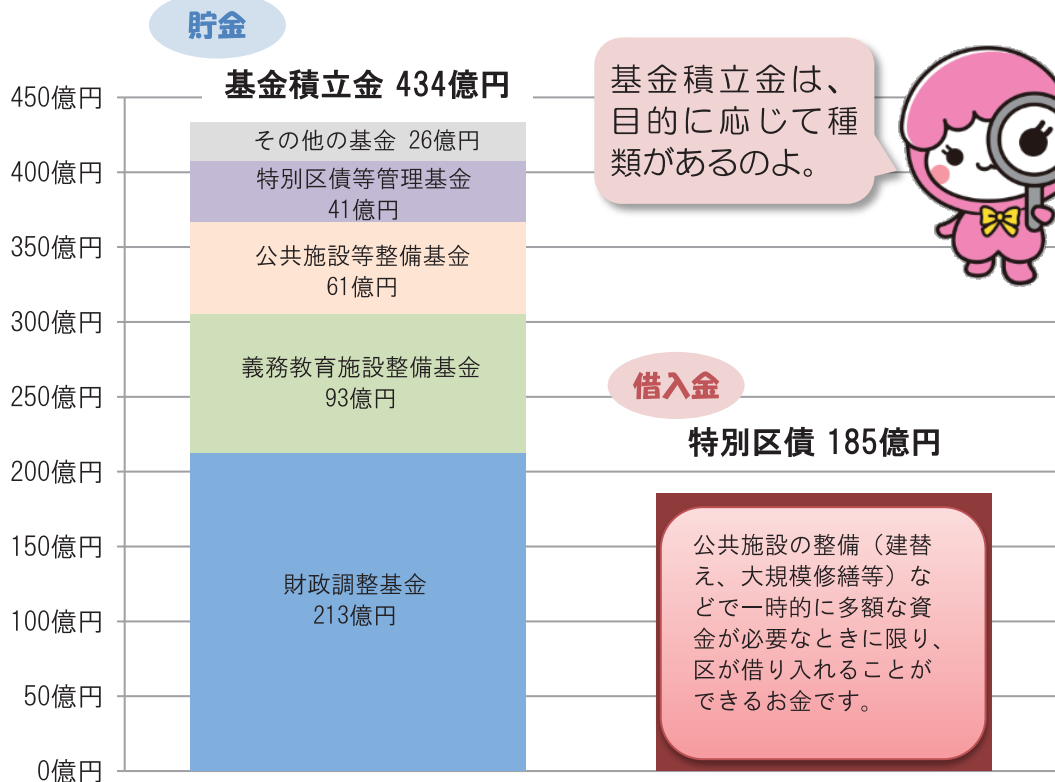 貯金
基金積立金 434億円
基金積立金は、
目的に応じて種
類があるのよ。
450億円
400億円
350億円
300億円
250億円
200億円
150億円
100億円
50億円
0億円
その他の基金 26億円
特別区債等管理基金
41億円
公共施設等整備基金
61億円
義務教育施設整備基金
93億円
財政調整基金
213億円
借入金
特別区債 185億円
公共施設の整備（建替
え、大規模修繕等）な
どで一時的に多額な資
金が必要なときに限り、
区が借り入れることが
できるお金です。